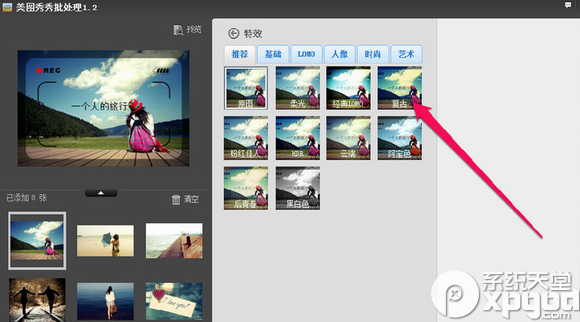 美图秀秀批处理1.2
预览
REC
一个人的旅行
已添加 8 张
清空
特效
推荐 基础 LOMO 人像 时尚 艺术
原图 柔光 经典LOMO 复古
粉红佳人 HDR 云端 阿宝色
后青春 黑白色
I miss you!
系统天堂
xpgod